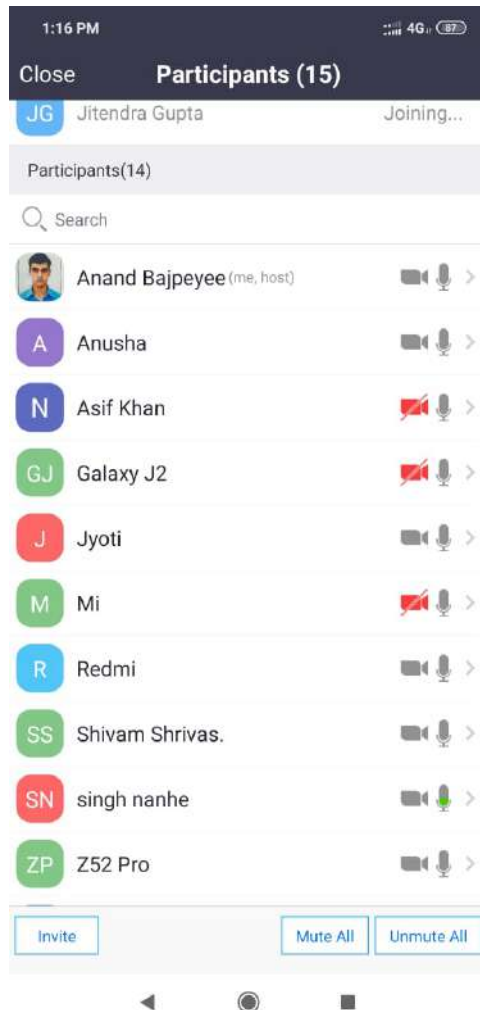 1:16 PM 4G 87
Close Participants (15)
JG Jitendra Gupta Joining...
Participants(14)
Search
Anand Bajpeyee (me, host)
A Anusha
N Asif Khan
GJ Galaxy J2
J Jyoti
M Mi
R Redmi
SS Shivam Shrivas.
SN singh nanhe
ZP Z52 Pro
Invite Mute All Unmute All